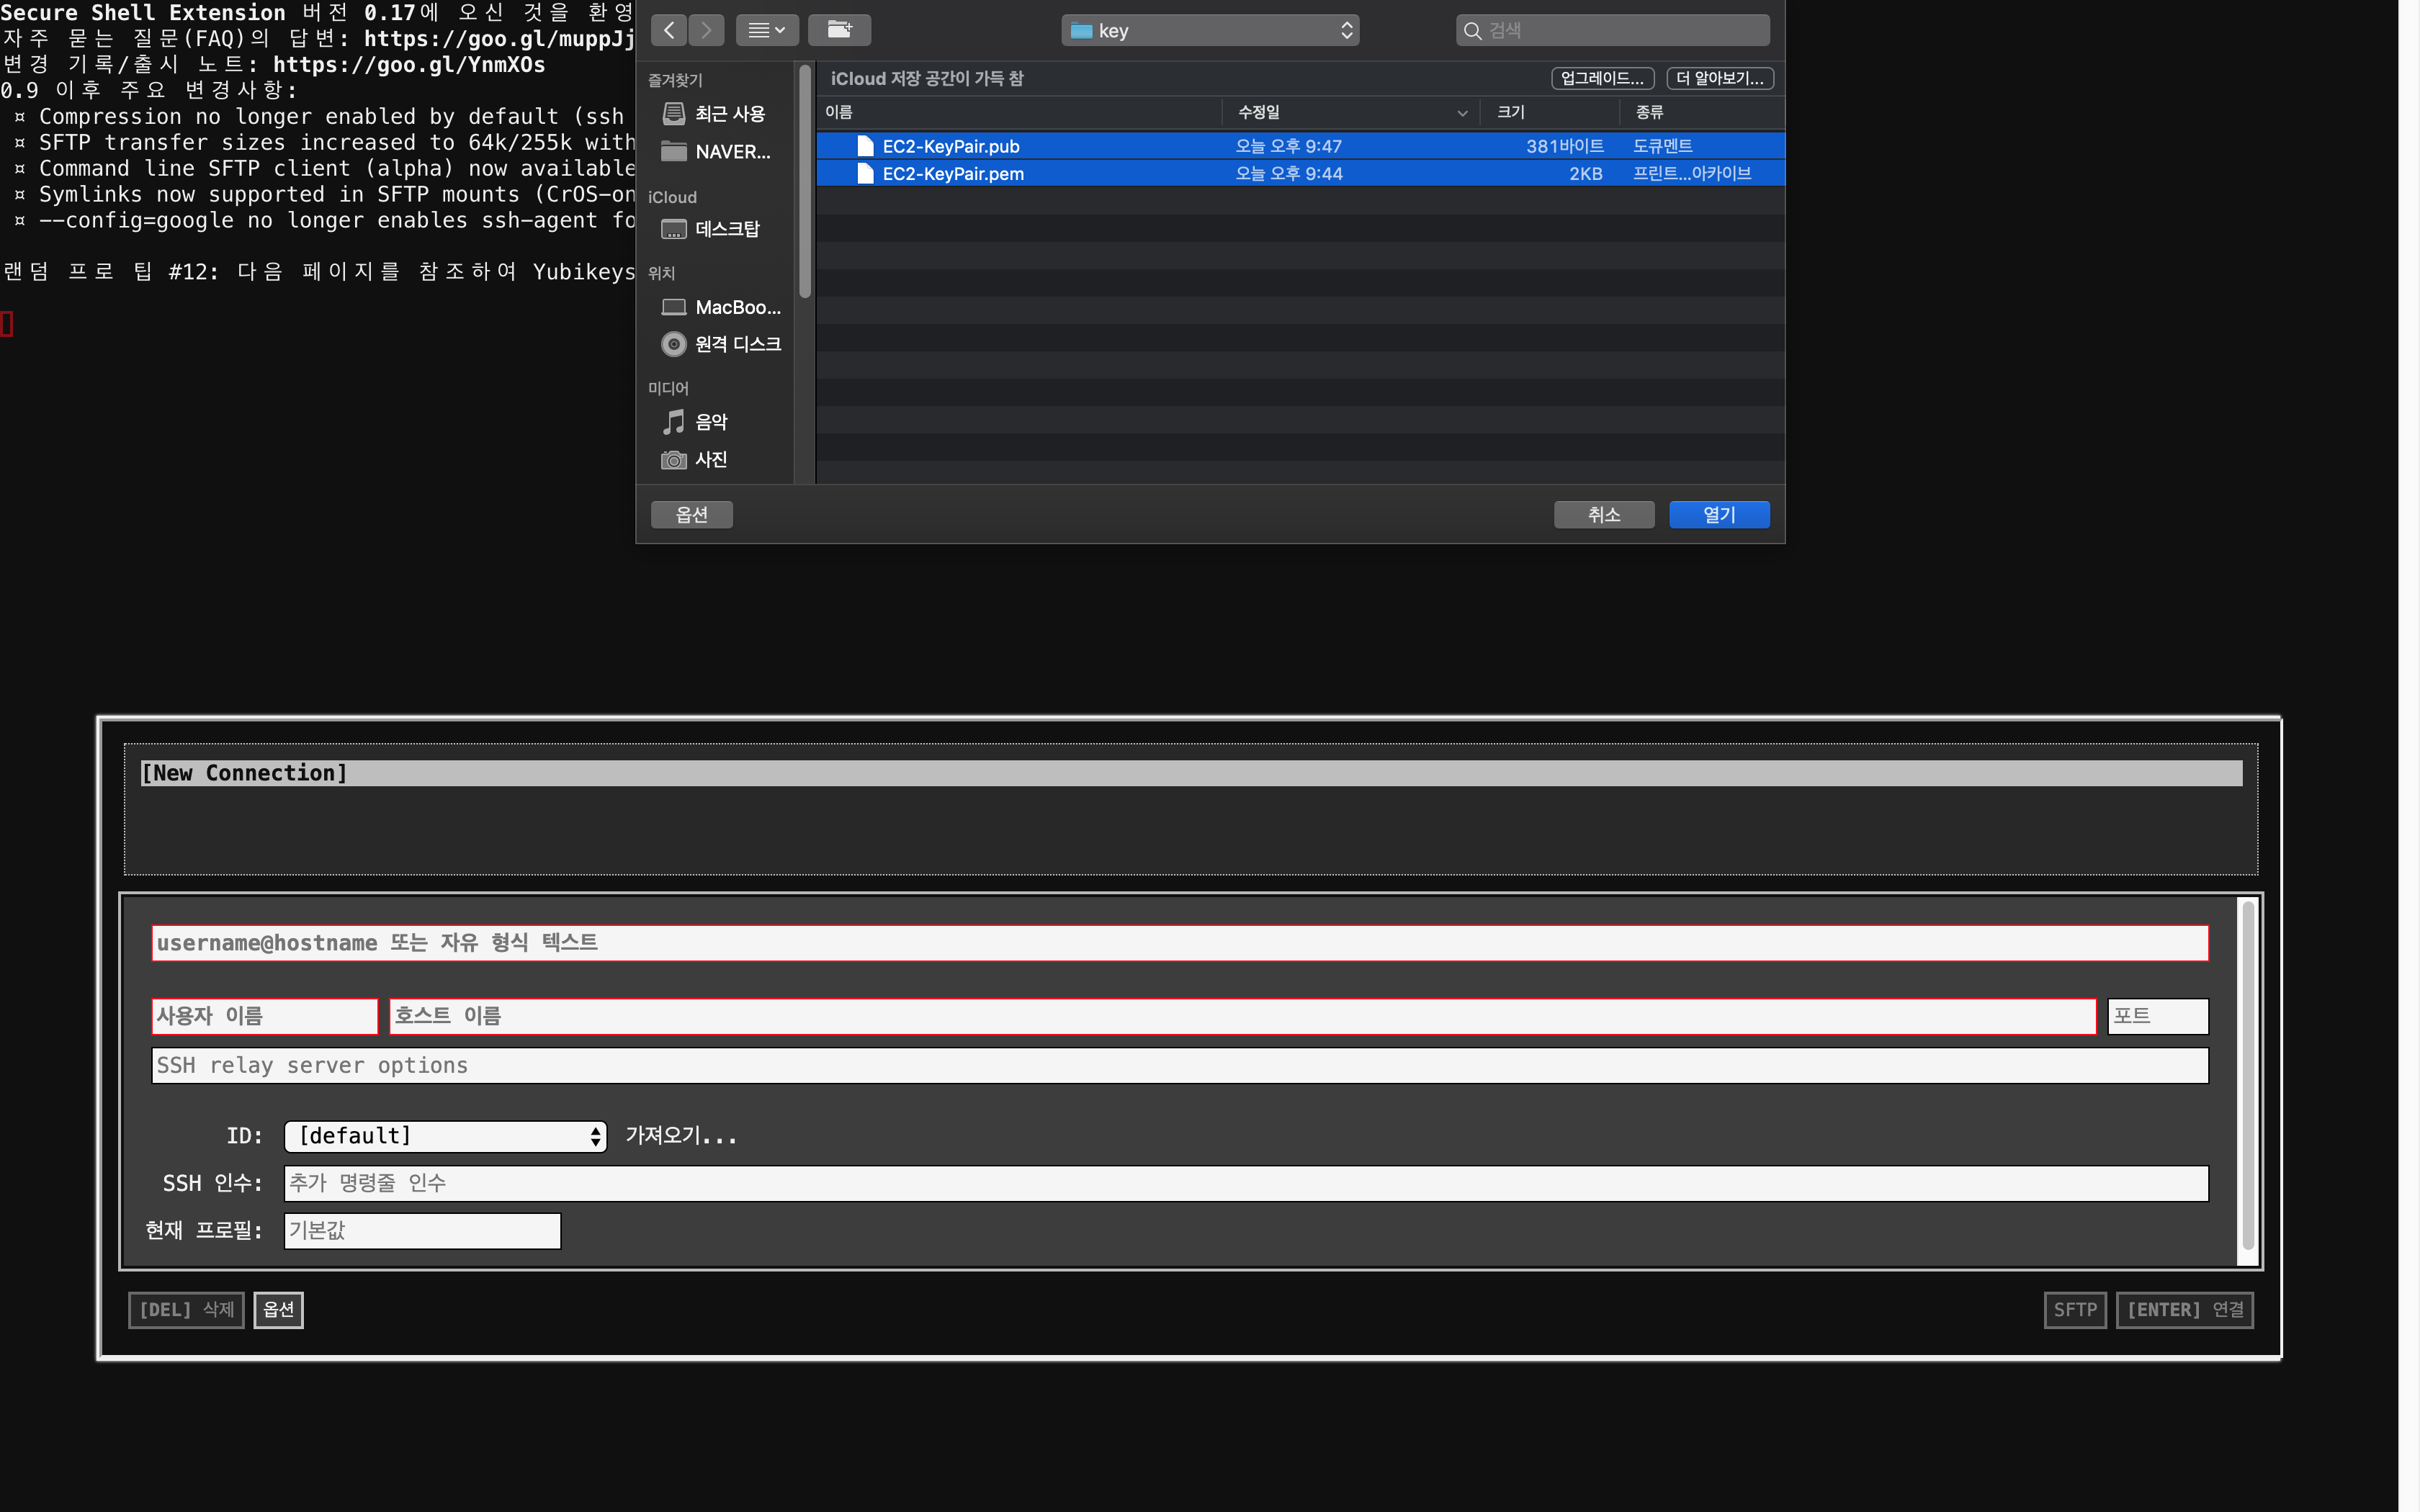 Secure Shell Extension 버전 0.17에 오신 것을 환영
자주 묻는 질문(FAQ)의 답변: https://goo.gl/muppJj
변경 기록/출시 노트: https://goo.gl/YnmXOs
0.9 이후 주요 변경사항:
¤ Compression no longer enabled by default (ssh
¤ SFTP transfer sizes increased to 64k/255k with
¤ Command line SFTP client (alpha) now available
¤ Symlinks now supported in SFTP mounts (CrOS-on
¤ --config=google no longer enables ssh-agent fo
랜덤 프로 팁 #12: 다음 페이지를 참조하여 Yubikeys
key
검색
즐겨찾기
최근 사용
NAVER...
iCloud
데스크탑
위치
MacBoo...
원격 디스크
미디어
음악
사진
iCloud 저장 공간이 가득 참
업그레이드...
더 알아보기...
이름 수정일 크기 종류
EC2-KeyPair.pub 오늘 오후 9:47 381바이트 도큐멘트
EC2-KeyPair.pem 오늘 오후 9:44 2KB 프린트...아카이브
옵션
취소
열기
[New Connection]
username@hostname 또는 자유 형식 텍스트
사용자 이름
호스트 이름
포트
SSH relay server options
ID: [default] 가져오기...
SSH 인수: 추가 명령줄 인수
현재 프로필: 기본값
[DEL] 삭제
옵션
SFTP
[ENTER] 연결